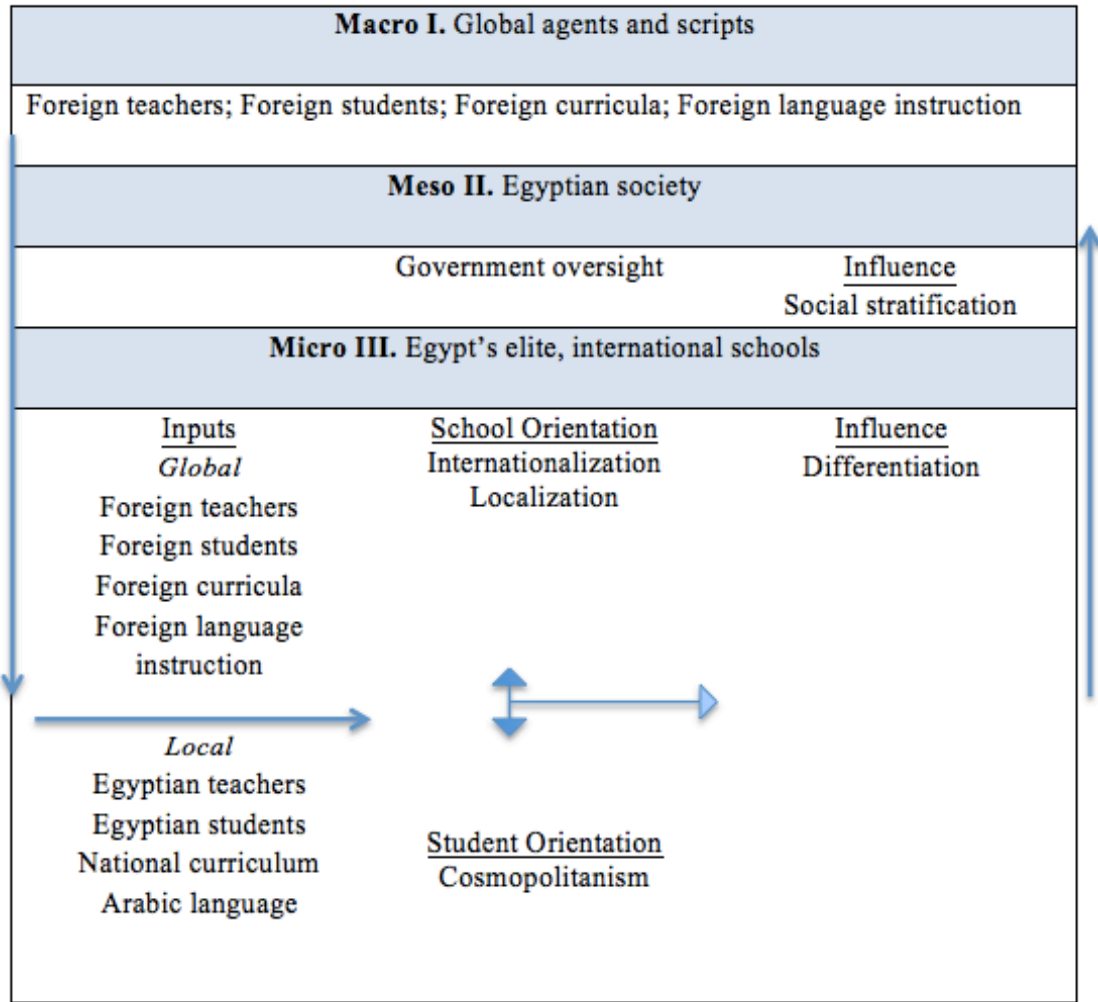 Macro I. Global agents and scripts
Foreign teachers; Foreign students; Foreign curricula; Foreign language instruction
Meso II. Egyptian society
Government oversight
Influence
Social stratification
Micro III. Egypt’s elite, international schools
Inputs
Global
Foreign teachers
Foreign students
Foreign curricula
Foreign language
instruction
Local
Egyptian teachers
Egyptian students
National curriculum
Arabic language
School Orientation
Internationalization
Localization
Student Orientation
Cosmopolitanism
Influence
Differentiation